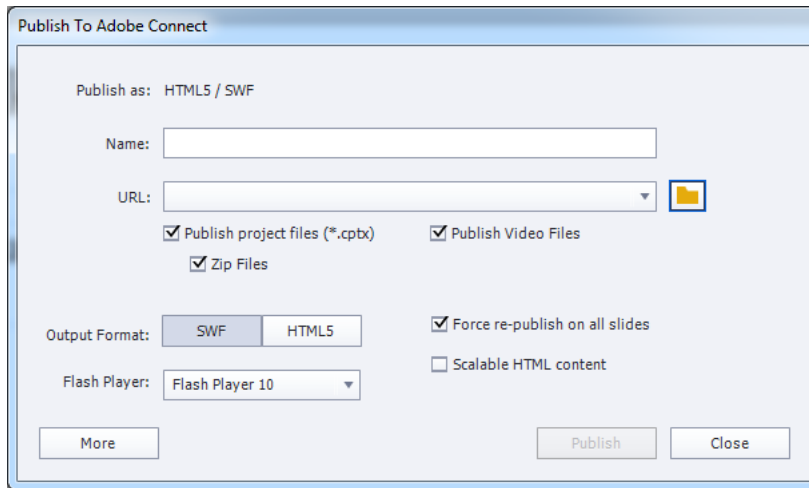 Publish To Adobe Connect
Publish as: HTML5 / SWF
Name:
URL:
Publish project files (*.cptx) Publish Video Files
Zip Files
Output Format: SWF HTML5 Force re-publish on all slides
Scalable HTML content
Flash Player: Flash Player 10
More Publish Close